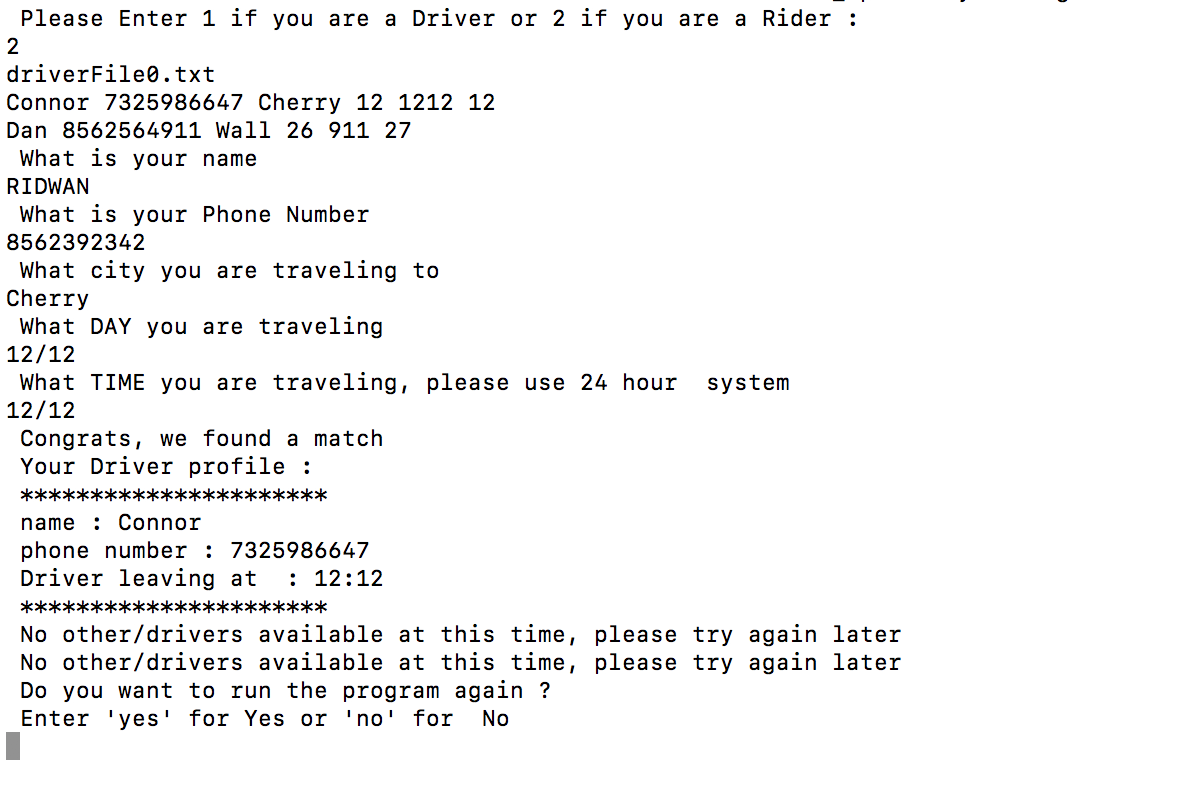 Please Enter 1 if you are a Driver or 2 if you are a Rider :
2
driverFile0.txt
Connor 7325986647 Cherry 12 1212 12
Dan 8562564911 Wall 26 911 27
What is your name
RIDWAN
What is your Phone Number
8562392342
What city you are traveling to
Cherry
What DAY you are traveling
12/12
What TIME you are traveling, please use 24 hour  system
12/12
Congrats, we found a match
Your Driver profile :
**********************
name : Connor
phone number : 7325986647
Driver leaving at  : 12:12
**********************
No other/drivers available at this time, please try again later
No other/drivers available at this time, please try again later
Do you want to run the program again ?
Enter 'yes' for Yes or 'no' for  No